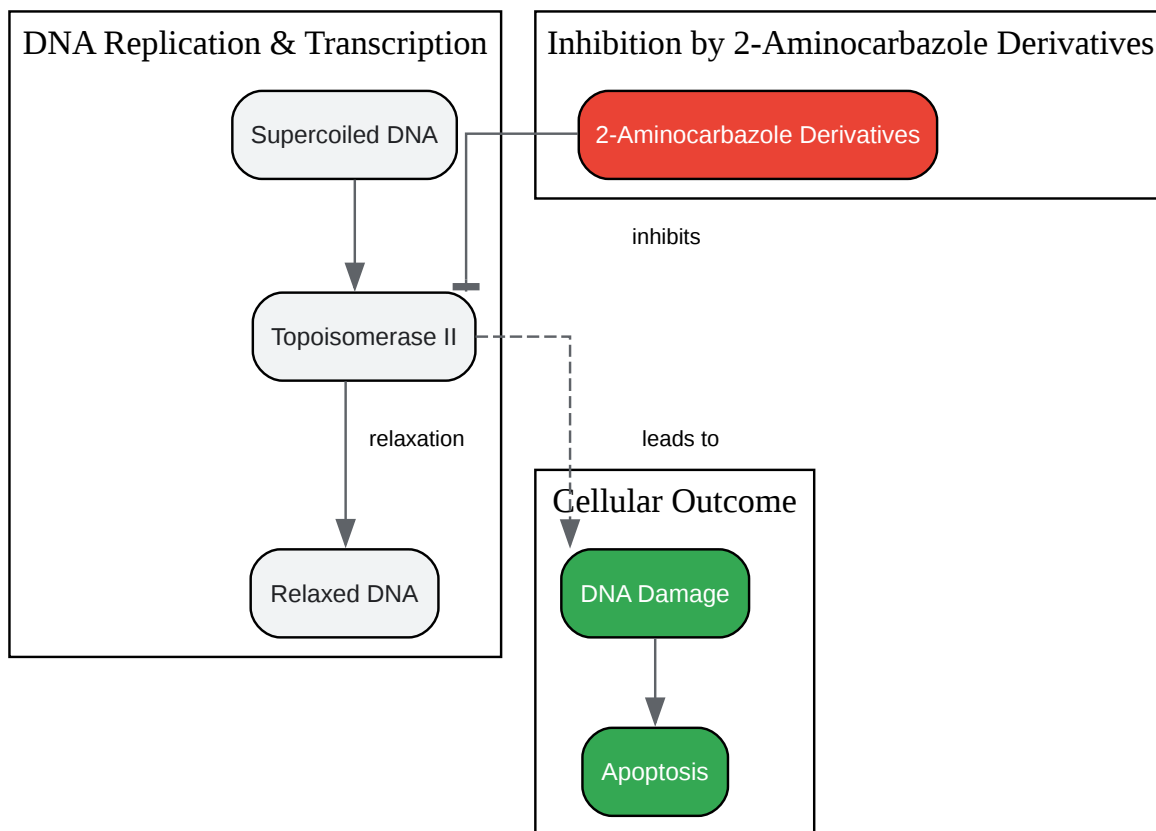 DNA Replication & Transcription
Supercoiled DNA
Topoisomerase II
relaxation
Relaxed DNA
Inhibition by 2-Aminocarbazole Derivatives
2-Aminocarbazole Derivatives
inhibits
leads to
Cellular Outcome
DNA Damage
Apoptosis